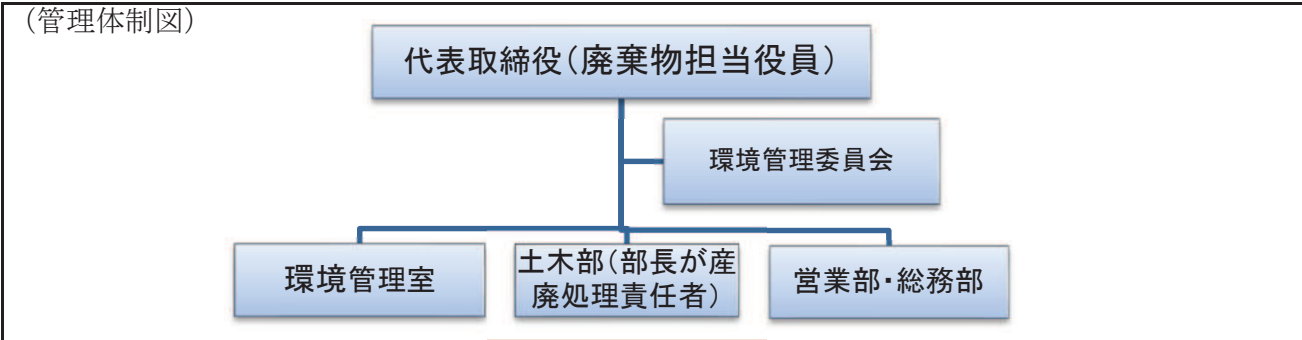 (管理体制図)
代表取締役(廃棄物担当役員)
環境管理委員会
環境管理室
土木部(部長が産
廃処理責任者)
営業部・総務部